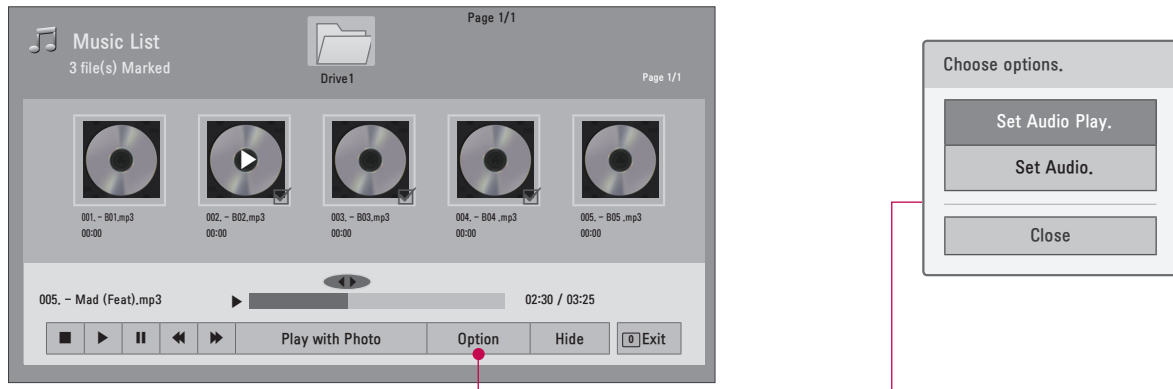 Page 1/1
Music List
3 file(s) Marked
Drive1
Page 1/1
001. - B01.mp3
00:00
002. - B02.mp3
00:00
003. - B03.mp3
00:00
004. - B04 .mp3
00:00
005. - B05 .mp3
00:00
005. - Mad (Feat).mp3
02:30 / 03:25
Play with Photo
Option
Hide
0 Exit
Choose options.
Set Audio Play.
Set Audio.
Close